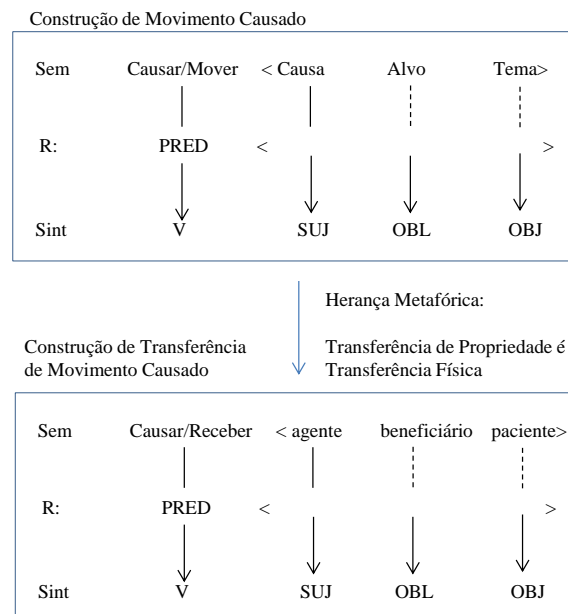 Construção de Movimento Causado
Sem Causar/Mover < Causa Alvo Tema>
R: PRED < >
Sint V SUJ OBL OBJ
Herança Metafórica:
Construção de Transferência
de Movimento Causado
Transferência de Propriedade é
Transferência Física
Sem Causar/Receber < agente beneficiário paciente>
R: PRED < >
Sint V SUJ OBL OBJ